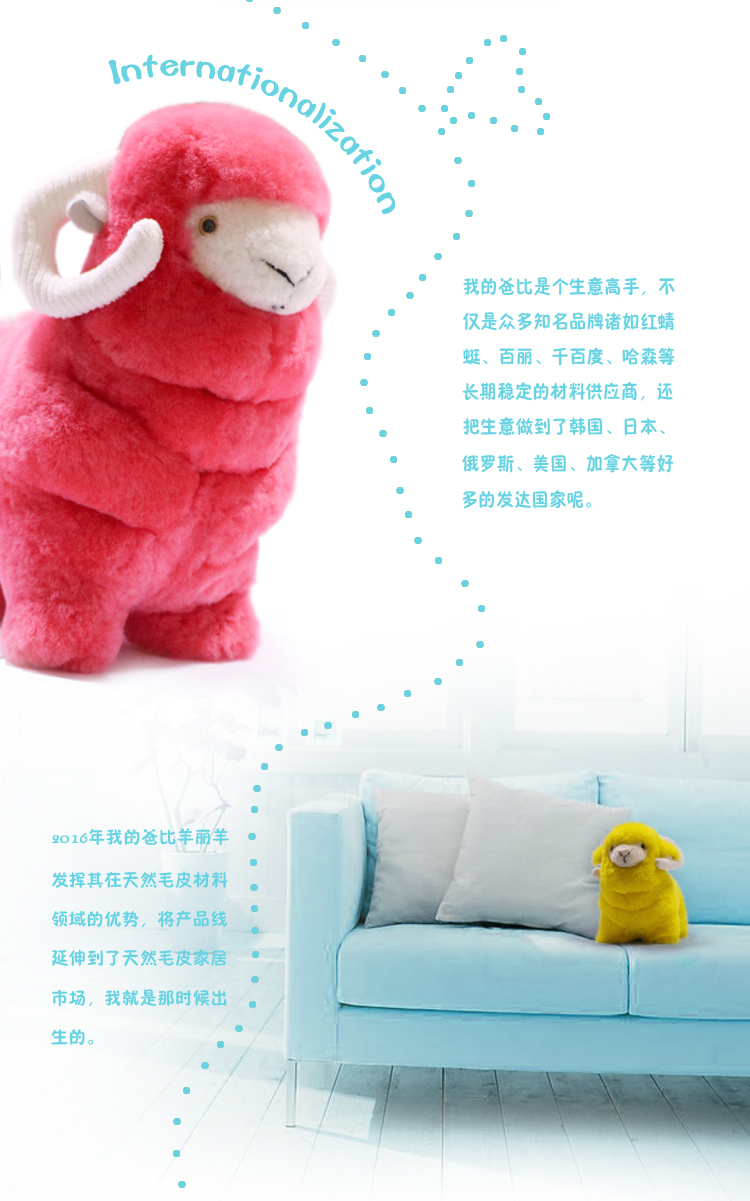 Internationalization
我的爸比是个生意高手，不
仅是众多知名品牌诸如红蜻
蜓、百丽、千百度、哈森等
长期稳定的材料供应商，还
把生意做到了韩国、日本、
俄罗斯、美国、加拿大等好
多的发达国家呢。
2016年我的爸比羊丽羊
发挥其在天然毛皮材料
领域的优势，将产品线
延伸到了天然毛皮家居
市场，我就是那时候出
生的。